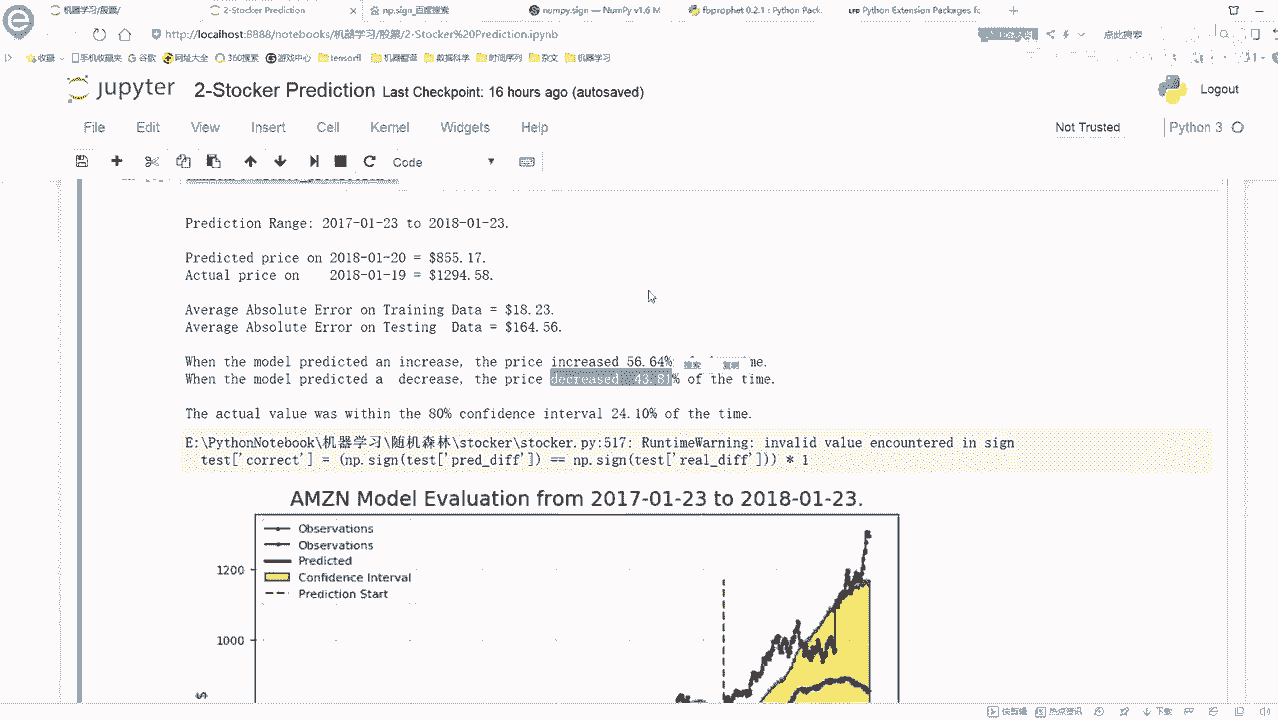 机器学习/股票/
2-Stocker Prediction
np.sign_百度搜索
numpy.sign — NumPy v1.6 M
fbprophet 0.2.1 : Python Pack
Python Extension Packages fo
http://localhost:8888/notebooks/机器学习/股票/2-Stocker%20Prediction.ipynb
点此搜索
收藏
手机收藏夹
谷歌
网址大全
360搜索
游戏中心
tensorfl
机器翻译
数据科学
时间序列
杂文
机器学习
jupyter
2-Stocker Prediction Last Checkpoint: 16 hours ago (autosaved)
Logout
File Edit View Insert Cell Kernel Widgets Help
Not Trusted
Python 3
Code
Prediction Range: 2017-01-23 to 2018-01-23.
Predicted price on 2018-01-20 = $855.17.
Actual price on    2018-01-19 = $1294.58.
Average Absolute Error on Training Data = $18.23.
Average Absolute Error on Testing  Data = $164.56.
When the model predicted an increase, the price increased 56.64%
搜索
复制
me.
When the model predicted a  decrease, the price decreased  43.81% of the time.
The actual value was within the 80% confidence interval 24.10% of the time.
E:\PythonNotebook\机器学习\随机森林\stocker\stocker.py:517: RuntimeWarning: invalid value encountered in sign
test['correct'] = (np.sign(test['pred_diff']) == np.sign(test['real_diff'])) * 1
AMZN Model Evaluation from 2017-01-23 to 2018-01-23.
Observations
Observations
Predicted
Confidence Interval
Prediction Start
1200
1000
$
快剪辑
热点资讯
下载